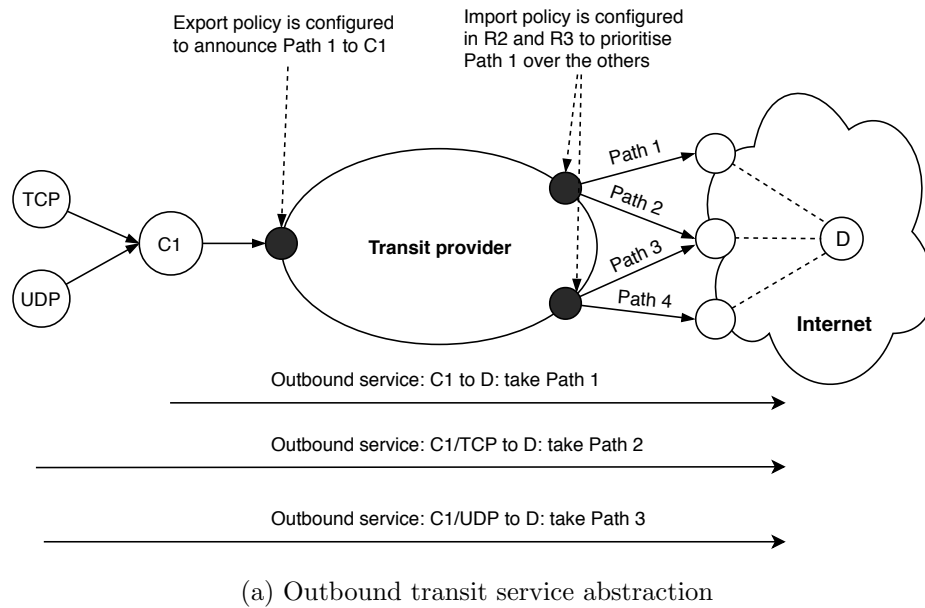 Export policy is configured
to announce Path 1 to C1
Import policy is configured
in R2 and R3 to prioritise
Path 1 over the others
TCP
UDP
C1
Transit provider
Path 1
Path 2
Path 3
Path 4
D
Internet
Outbound service: C1 to D: take Path 1
Outbound service: C1/TCP to D: take Path 2
Outbound service: C1/UDP to D: take Path 3
(a) Outbound transit service abstraction